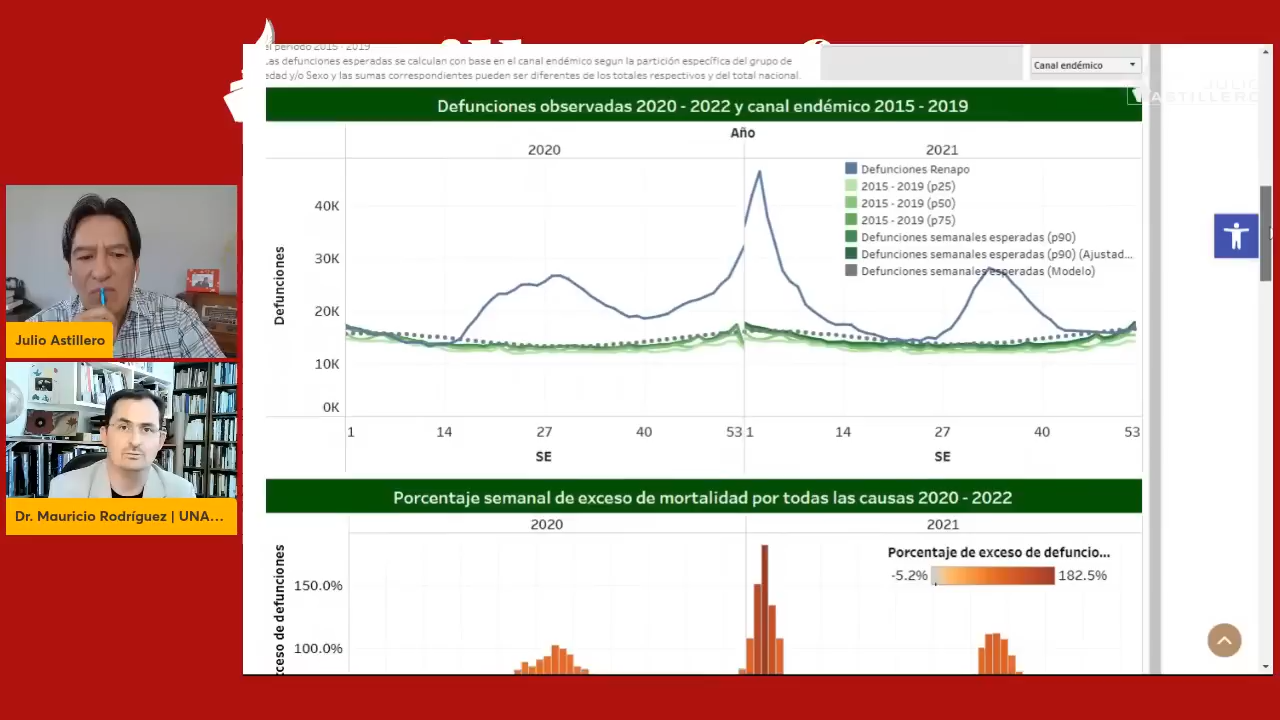 el periodo 2015 - 2019
Las defunciones esperadas se calculan con base en el canal endémico segun la partición específica del grupo de
edad y/o Sexo y las sumas correspondientes pueden ser diferentes de los totales respectivos y del total nacional.
Canal endémico
JULIO
ASTILLERO
Defunciones observadas 2020 - 2022 y canal endémico 2015 - 2019
Año
2020
2021
Defunciones Renapo
2015 - 2019 (p25)
2015 - 2019 (p50)
2015 - 2019 (p75)
Defunciones semanales esperadas (p90)
Defunciones semanales esperadas (p90) (Ajustad...
Defunciones semanales esperadas (Modelo)
Defunciones
40K
30K
20K
10K
0K
1 14 27 40 53 1 14 27 40 53
SE
SE
Julio Astillero
Dr. Mauricio Rodríguez | UNA...
Porcentaje semanal de exceso de mortalidad por todas las causas 2020 - 2022
2020
2021
Porcentaje de exceso de defuncio...
-5.2% 182.5%
ceso de defunciones
150.0%
100.0%